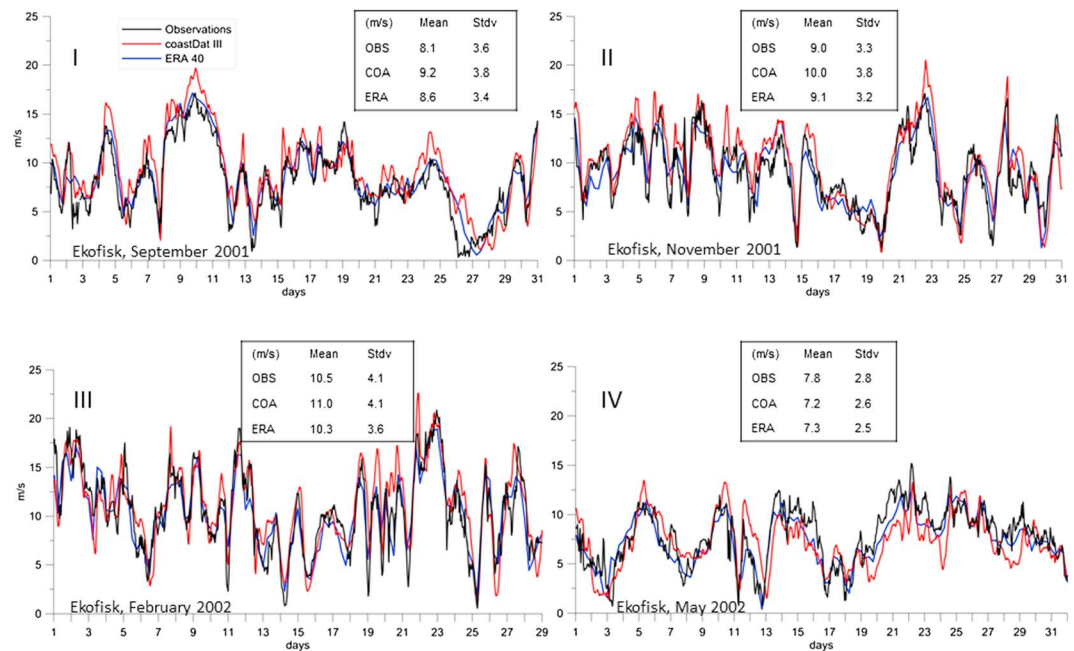 I
Observations
coastDat III
ERA 40
(m/s) Mean Stdv
OBS 8.1 3.6
COA 9.2 3.8
ERA 8.6 3.4
25
20
15
10
5
0
m/s
Ekofisk, September 2001
1 3 5 7 9 11 13 15 17 19 21 23 25 27 29 31
days
II
(m/s) Mean Stdv
OBS 9.0 3.3
COA 10.0 3.8
ERA 9.1 3.2
25
20
15
10
5
0
Ekofisk, November 2001
1 3 5 7 9 11 13 15 17 19 21 23 25 27 29 31
days
III
(m/s) Mean Stdv
OBS 10.5 4.1
COA 11.0 4.1
ERA 10.3 3.6
25
20
15
10
5
0
m/s
Ekofisk, February 2002
1 3 5 7 9 11 13 15 17 19 21 23 25 27 29
days
IV
(m/s) Mean Stdv
OBS 7.8 2.8
COA 7.2 2.6
ERA 7.3 2.5
25
20
15
10
5
0
Ekofisk, May 2002
1 3 5 7 9 11 13 15 17 19 21 23 25 27 29 31
days